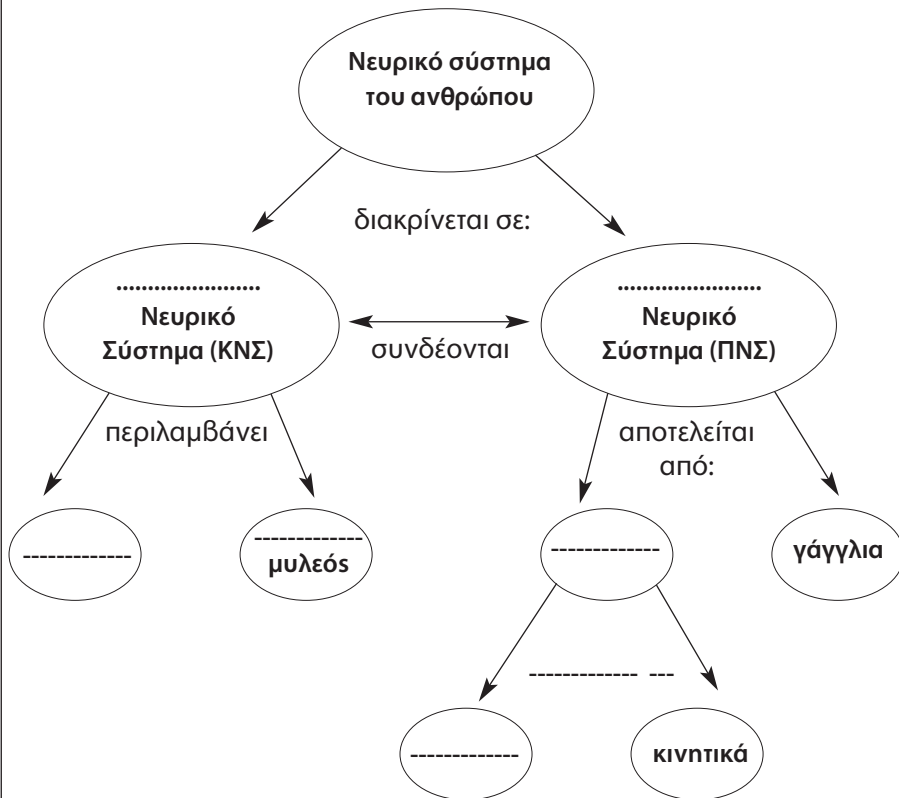 Νευρικό σύστημα
του ανθρώπου
διακρίνεται σε:
.......................
Νευρικό
Σύστημα (ΚΝΣ)
συνδέονται
.......................
Νευρικό
Σύστημα (ΠΝΣ)
περιλαμβάνει
αποτελείται
από:
-------------
-------------
μυλεός
-------------
γάγγλια
------------- ---
-------------
κινητικά